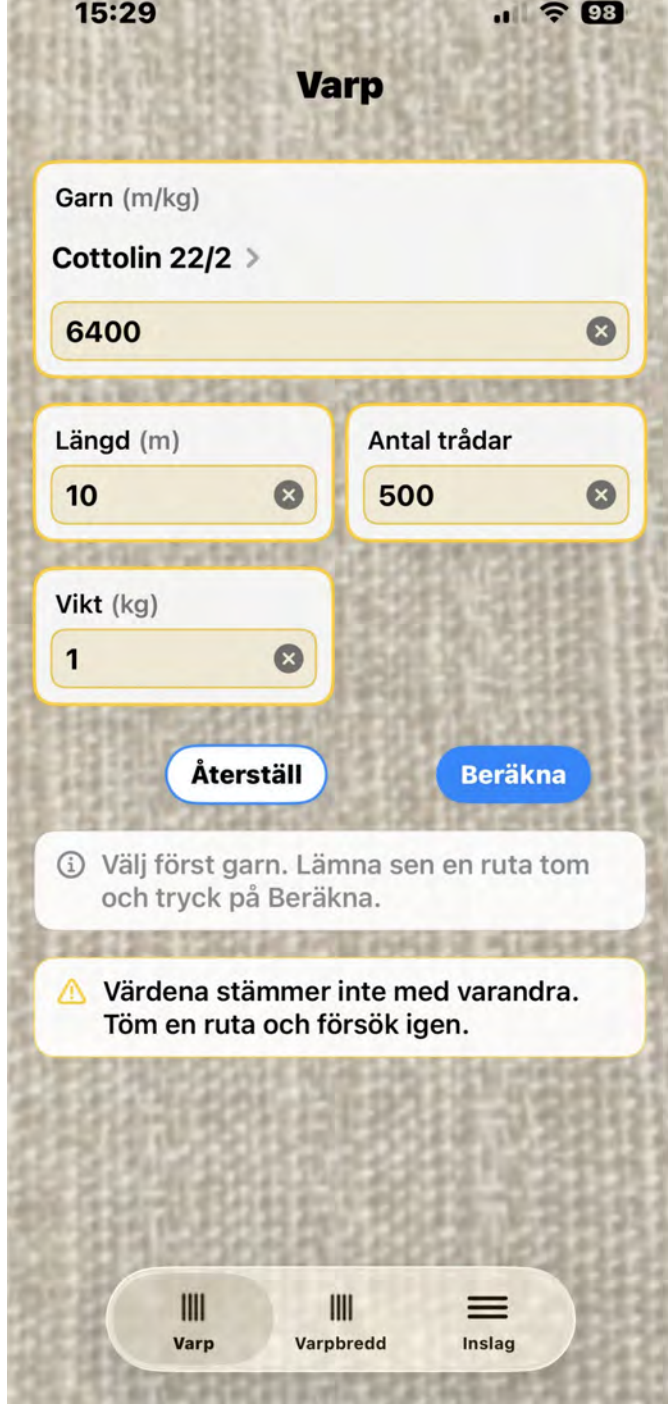 15:29
98
Varp
Garn (m/kg)
Cottolin 22/2
6400
Längd (m)
10
Antal trådar
500
Vikt (kg)
1
Återställ
Beräkna
Välj först garn. Lämna sen en ruta tom
och tryck på Beräkna.
Värdena stämmer inte med varandra.
Töm en ruta och försök igen.
Varp
Varpbredd
Inslag